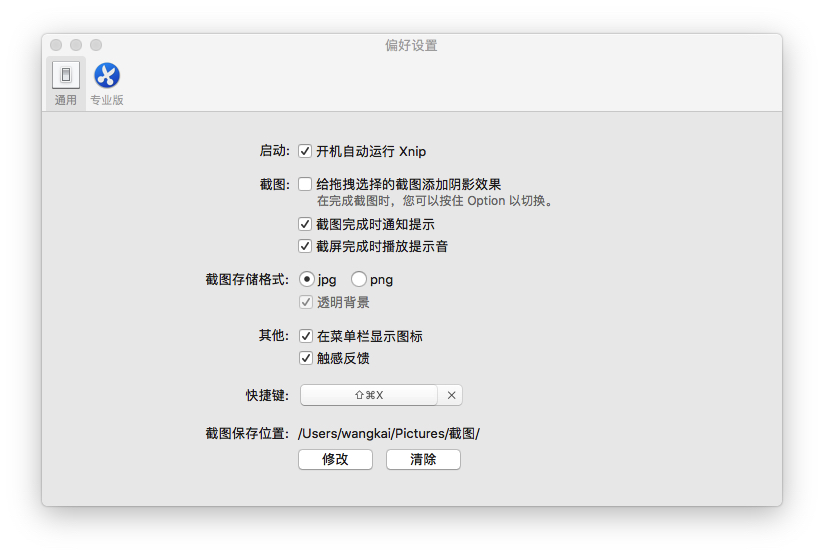 偏好设置
通用 专业版
启动: 开机自动运行 Xnip
截图: 给拖拽选择的截图添加阴影效果
在完成截图时，您可以按住 Option 以切换。
截图完成时通知提示
截屏完成时播放提示音
截图存储格式: jpg png
透明背景
其他: 在菜单栏显示图标
触感反馈
快捷键: ⇧⌘X ×
截图保存位置: /Users/wangkai/Pictures/截图/
修改 清除